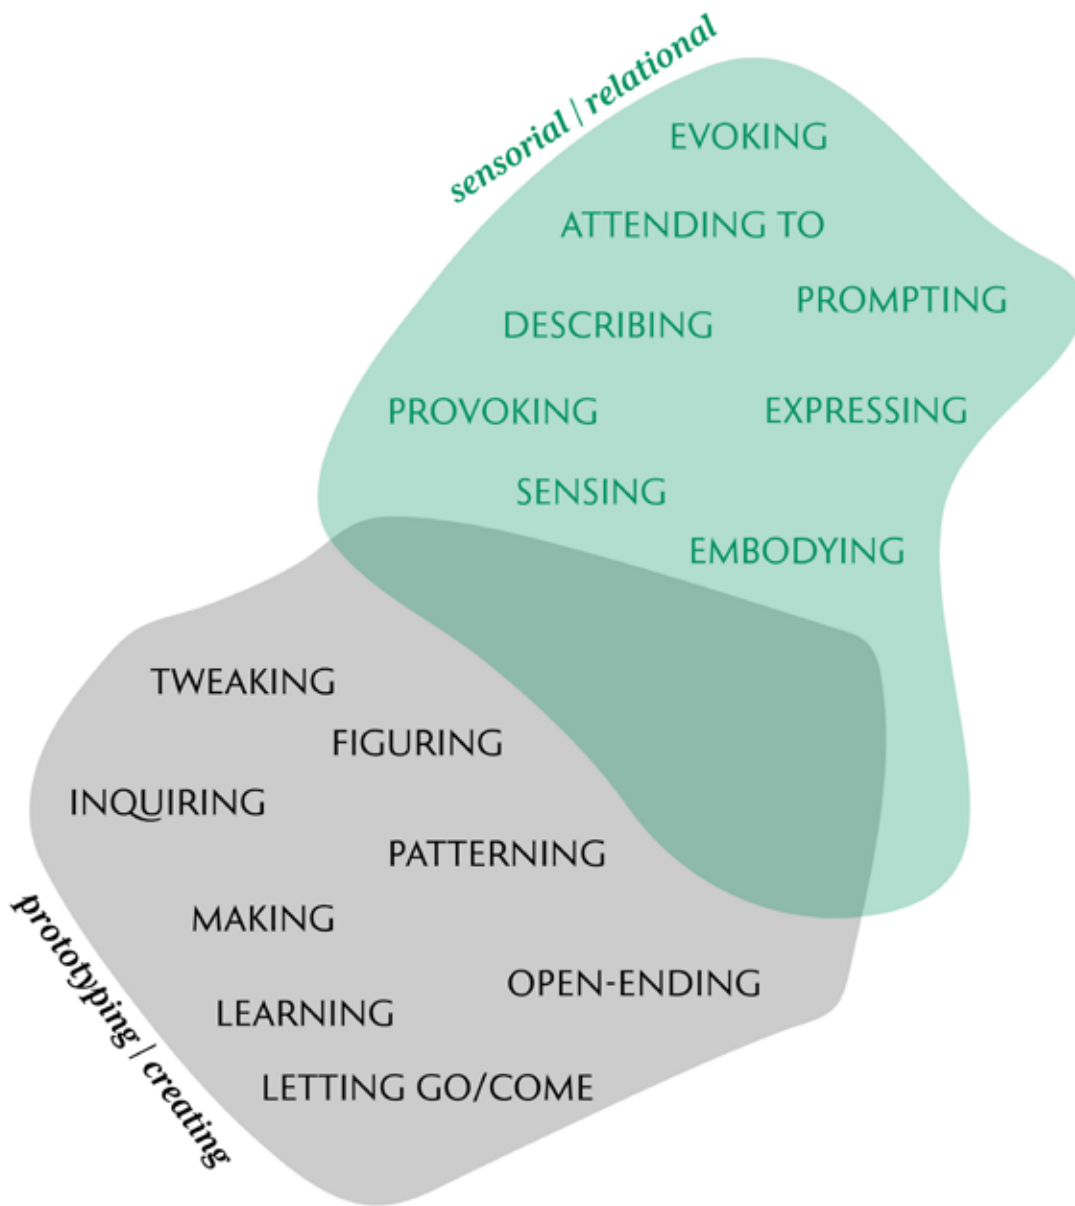 sensorial | relational
EVOKING
ATTENDING TO
PROMPTING
DESCRIBING
PROVOKING
EXPRESSING
SENSING
EMBODYING
TWEAKING
FIGURING
INQUIRING
PATTERNING
MAKING
OPEN-ENDING
LEARNING
LETTING GO/COME
prototyping | creating